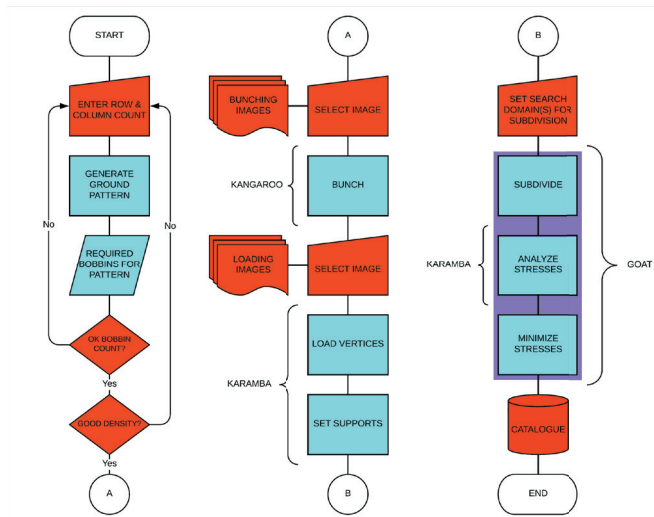 START
ENTER ROW &
COLUMN COUNT
GENERATE
GROUND
PATTERN
No
No
REQUIRED
BOBBINS FOR
PATTERN
OK BOBBIN
COUNT?
Yes
GOOD DENSITY?
Yes
A
A
BUNCHING
IMAGES
SELECT IMAGE
KANGAROO
BUNCH
LOADING
IMAGES
SELECT IMAGE
LOAD VERTICES
KARAMBA
SET SUPPORTS
B
B
SET SEARCH
DOMAIN(S) FOR
SUBDIVISION
SUBDIVIDE
KARAMBA
ANALYZE
STRESSES
GOAT
MINIMIZE
STRESSES
CATALOGUE
END